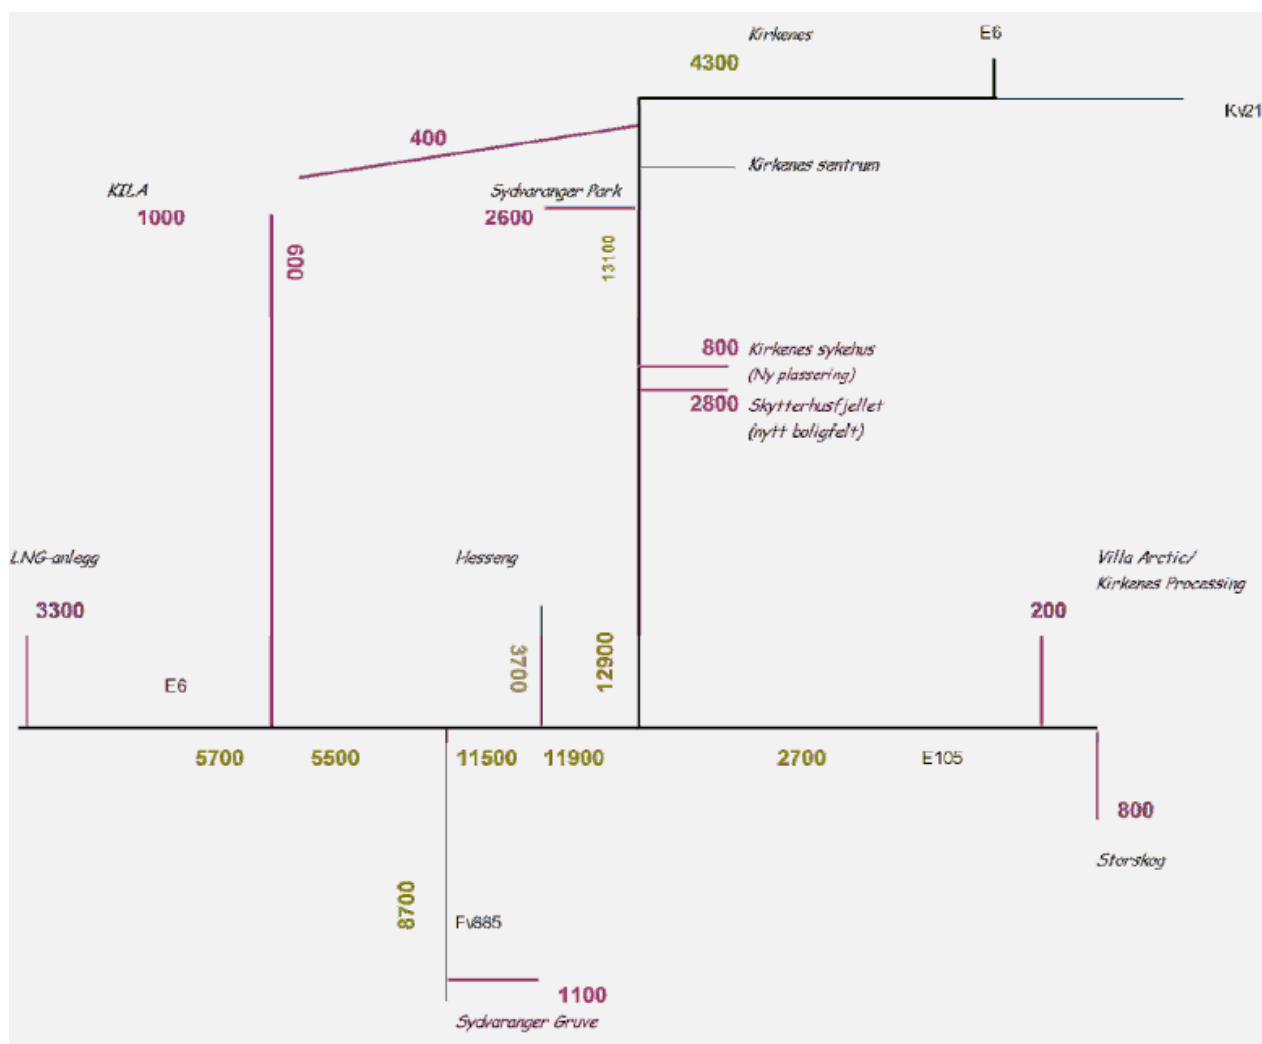 Kirkenes
E6
4300
Kv21
400
Kirkenes sentrum
KILA
Sydvaranger Park
1000
2600
600
13100
800 Kirkenes sykehus
(Ny plassering)
2800 Skytterhusfjellet
(nytt boligfelt)
LNG-anlegg
Hesseng
Villa Arctic/
Kirkenes Processing
3300
200
3700
12900
E6
5700
5500
11500
11900
2700
E105
800
Storskog
8700
Fv885
1100
Sydvaranger Gruve